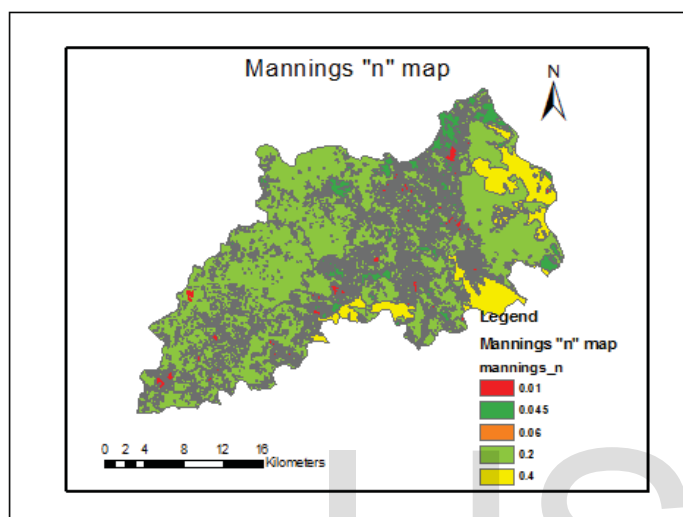 Mannings "n" map
N
Legend
Mannings "n" map
mannings_n
0.01
0.045
0.06
0.2
0.4
0 2 4 8 12 16
Kilometers